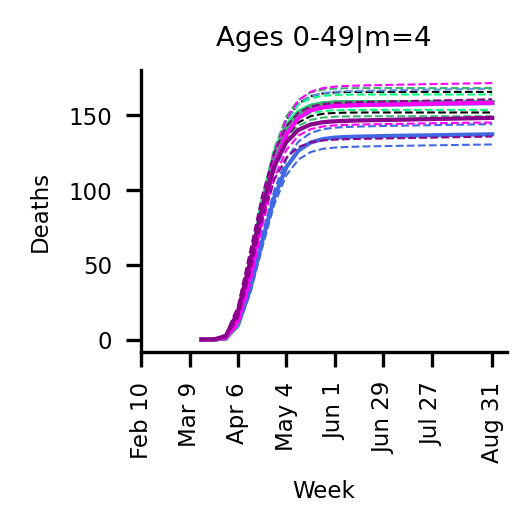 Ages 0-49|m=4
150
100
50
0
Deaths
Feb 10
Mar 9
Apr 6
May 4
Jun 1
Jun 29
Jul 27
Aug 31
Week